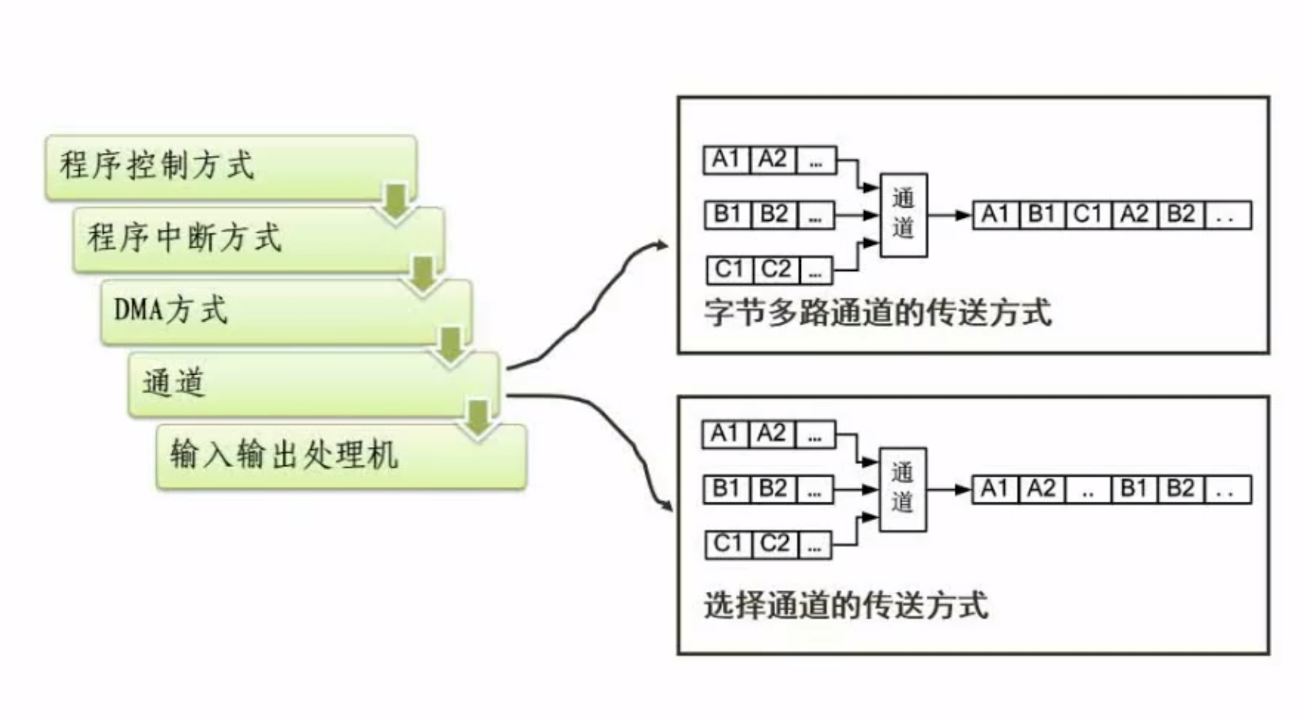 程序控制方式
程序中断方式
DMA方式
通道
输入输出处理机
A1 A2 ...
B1 B2 ...
C1 C2 ...
通道
A1 B1 C1 A2 B2 ..
字节多路通道的传送方式
A1 A2 ...
B1 B2 ...
C1 C2 ...
通道
A1 A2 .. B1 B2 ..
选择通道的传送方式